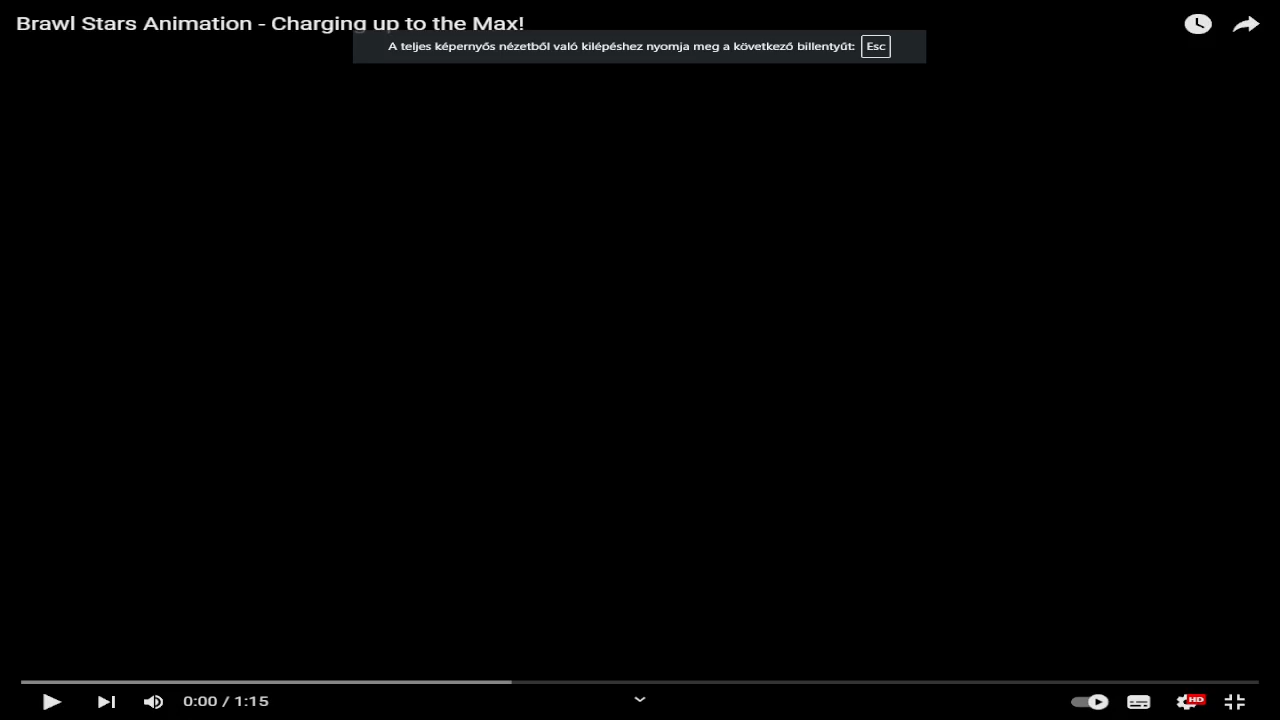 Brawl Stars Animation - Charging up to the Max!
A teljes képernyős nézetből való kilépéshez nyomja meg a következő billentyűt: Esc
0:00 / 1:15
HD